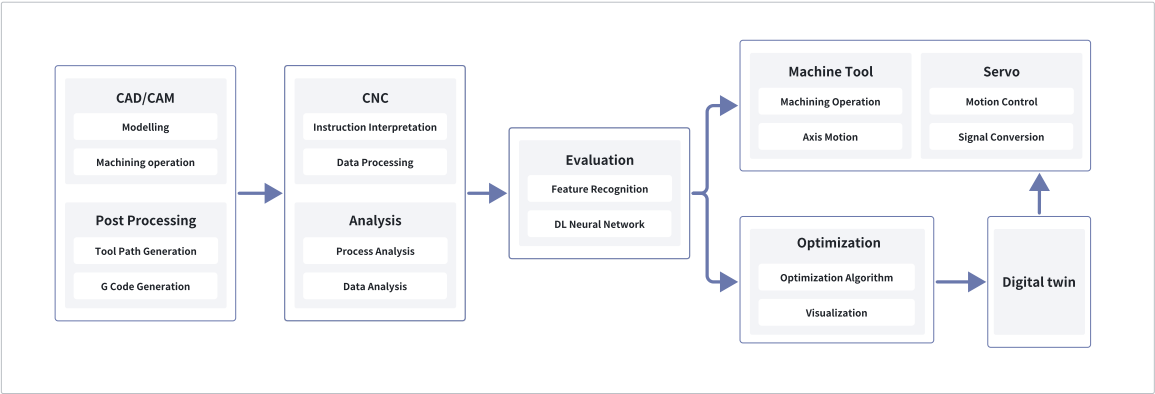 CAD/CAM
Modelling
Machining operation
Post Processing
Tool Path Generation
G Code Generation
CNC
Instruction Interpretation
Data Processing
Analysis
Process Analysis
Data Analysis
Evaluation
Feature Recognition
DL Neural Network
Machine Tool
Machining Operation
Axis Motion
Servo
Motion Control
Signal Conversion
Optimization
Optimization Algorithm
Visualization
Digital twin